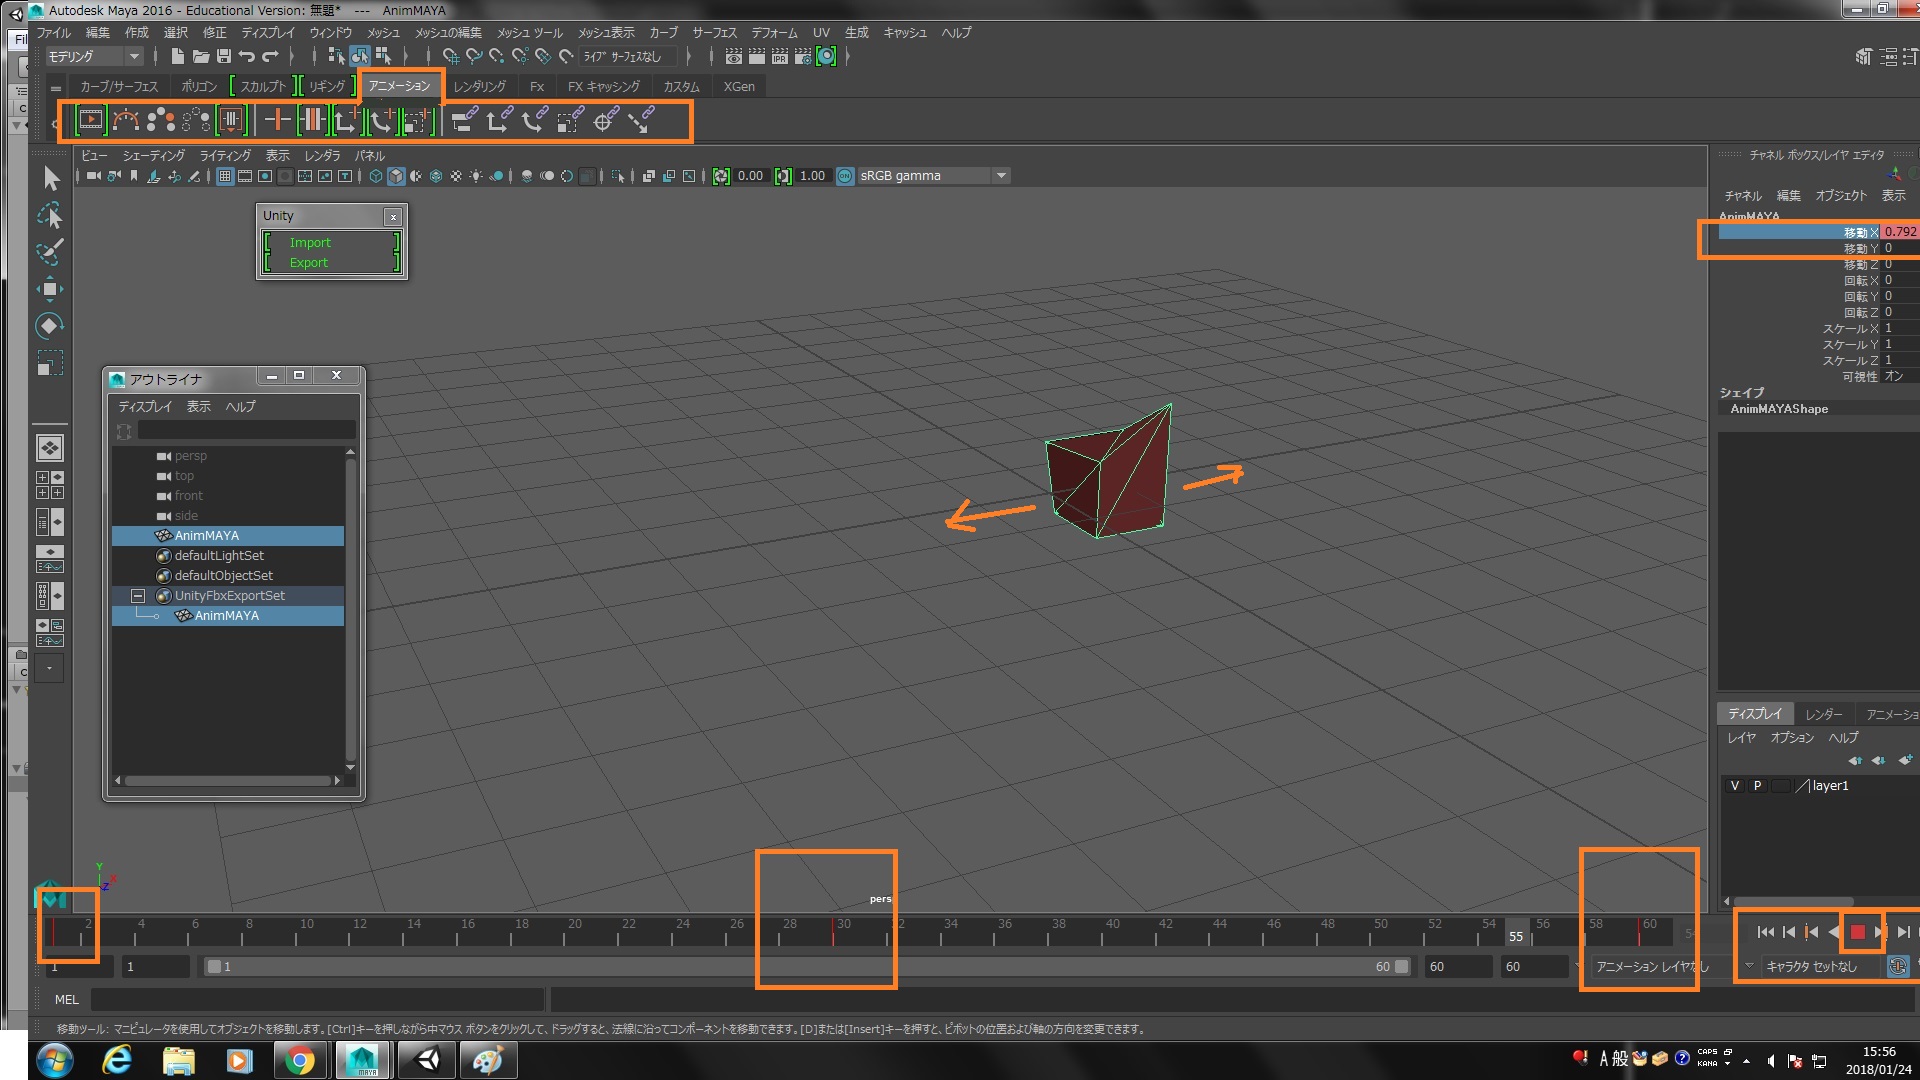 Autodesk Maya 2016 - Educational Version: 無題* --- AnimMAYA
ファイル 編集 作成 選択 修正 ディスプレイ ウィンドウ メッシュ メッシュの編集 メッシュ ツール メッシュ表示 カーブ サーフェス デフォーム UV 生成 キャッシュ ヘルプ
Fil
モデリング
ライブ サーフェスなし
カーブ/サーフェス ポリゴン スカルプト リギング アニメーション レンダリング Fx FX キャッシング カスタム XGen
ビュー シェーディング ライティング 表示 レンダラ パネル
0.00 1.00 ON sRGB gamma
Unity
Import
Export
チャネル ボックス/レイヤ エディタ
チャネル 編集 オブジェクト 表示
AnimMAYA
移動 X 0.792
移動 Y 0
移動 Z 0
回転 X 0
回転 Y 0
回転 Z 0
スケール X 1
スケール Y 1
スケール Z 1
可視性 オン
シェイプ
AnimMAYAShape
アウトライナ
ディスプレイ 表示 ヘルプ
persp
top
front
side
AnimMAYA
defaultLightSet
defaultObjectSet
UnityFbxExportSet
AnimMAYA
ディスプレイ レンダー アニメーショ
レイヤ オプション ヘルプ
V P layer1
Y X Z
pers
2 4 6 8 10 12 14 16 18 20 22 24 26 28 30 32 34 36 38 40 42 44 46 48 50 52 54 55 56 58 60
1 1 1 60 60 60 アニメーション レイヤなし キャラクタ セットなし
MEL
移動ツール: マニピュレータを使用してオブジェクトを移動します。[Ctrl]キーを押しながら中マウス ボタンをクリックして、ドラッグすると、法線に沿ってコンポーネントを移動できます。[D]または[Insert]キーを押すと、ピボットの位置および軸の方向を変更できます。
MAYA
A 般 CAPS KANA
15:56
2018/01/24